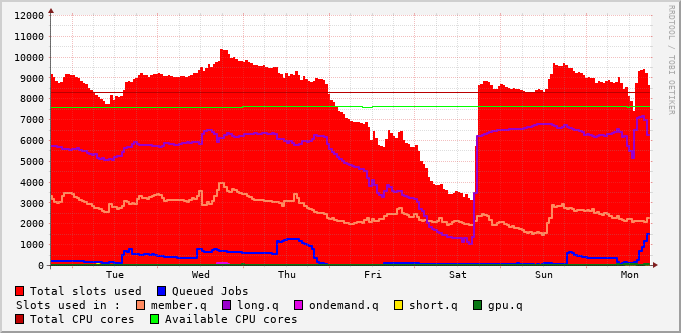 RRDTOOL / TOBI OETIKER
12000
11000
10000
9000
8000
7000
6000
5000
4000
3000
2000
1000
0
Tue Wed Thu Fri Sat Sun Mon
Total slots used Queued Jobs
Slots used in : member.q long.q ondemand.q short.q gpu.q
Total CPU cores Available CPU cores